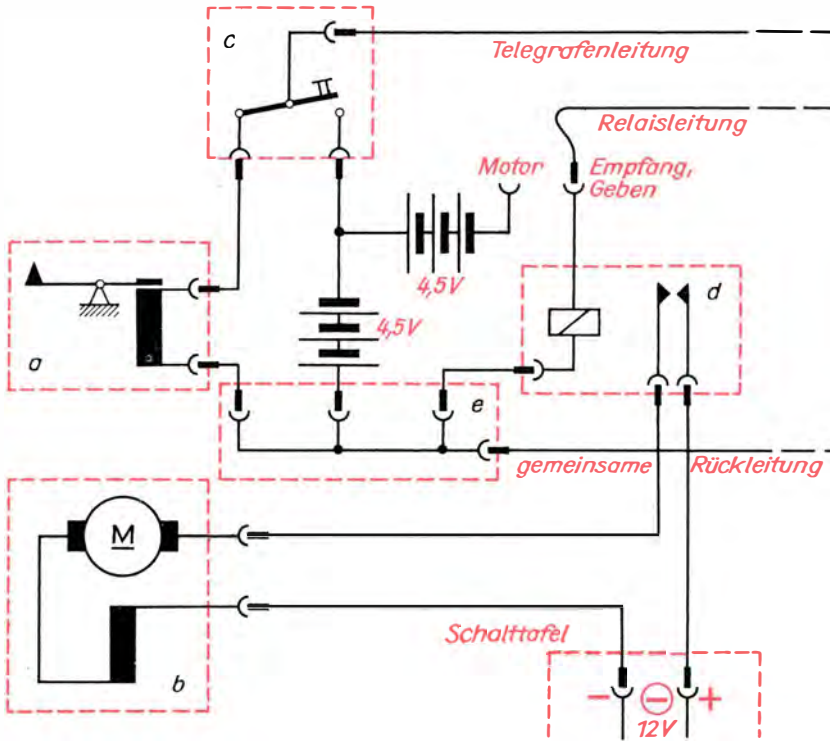 c
Telegrafenleitung
Relaisleitung
Motor
Empfang,
Geben
4,5V
a
4,5V
d
e
gemeinsame Rückleitung
M
b
Schalttafel
− − +
12V